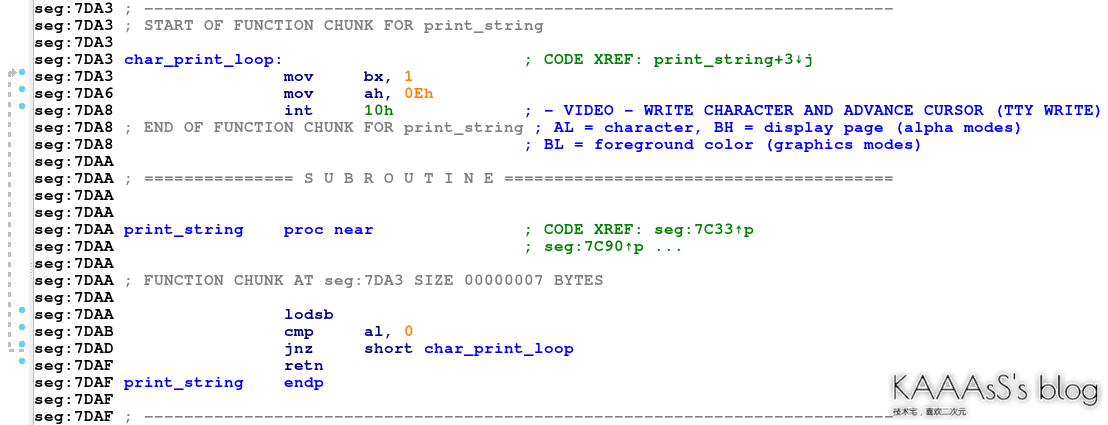 seg:7DA3 ; ---------------------------------------------------------------------------
seg:7DA3 ; START OF FUNCTION CHUNK FOR print_string
seg:7DA3
seg:7DA3 char_print_loop:                        ; CODE XREF: print_string+3↓j
seg:7DA3                 mov     bx, 1
seg:7DA6                 mov     ah, 0Eh
seg:7DA8                 int     10h             ; - VIDEO - WRITE CHARACTER AND ADVANCE CURSOR (TTY WRITE)
seg:7DA8 ; END OF FUNCTION CHUNK FOR print_string ; AL = character, BH = display page (alpha modes)
seg:7DA8                                         ; BL = foreground color (graphics modes)
seg:7DAA
seg:7DAA ; =============== S U B R O U T I N E =======================================
seg:7DAA
seg:7DAA
seg:7DAA print_string    proc near               ; CODE XREF: seg:7C33↑p
seg:7DAA                                         ; seg:7C90↑p ...
seg:7DAA
seg:7DAA ; FUNCTION CHUNK AT seg:7DA3 SIZE 00000007 BYTES
seg:7DAA
seg:7DAA                 lodsb
seg:7DAB                 cmp     al, 0
seg:7DAD                 jnz     short char_print_loop
seg:7DAF                 retn
seg:7DAF print_string    endp
seg:7DAF
seg:7DAF ; ---------------------------------------------------------------------------
KAAAsS's blog
技术宅，喜欢二次元